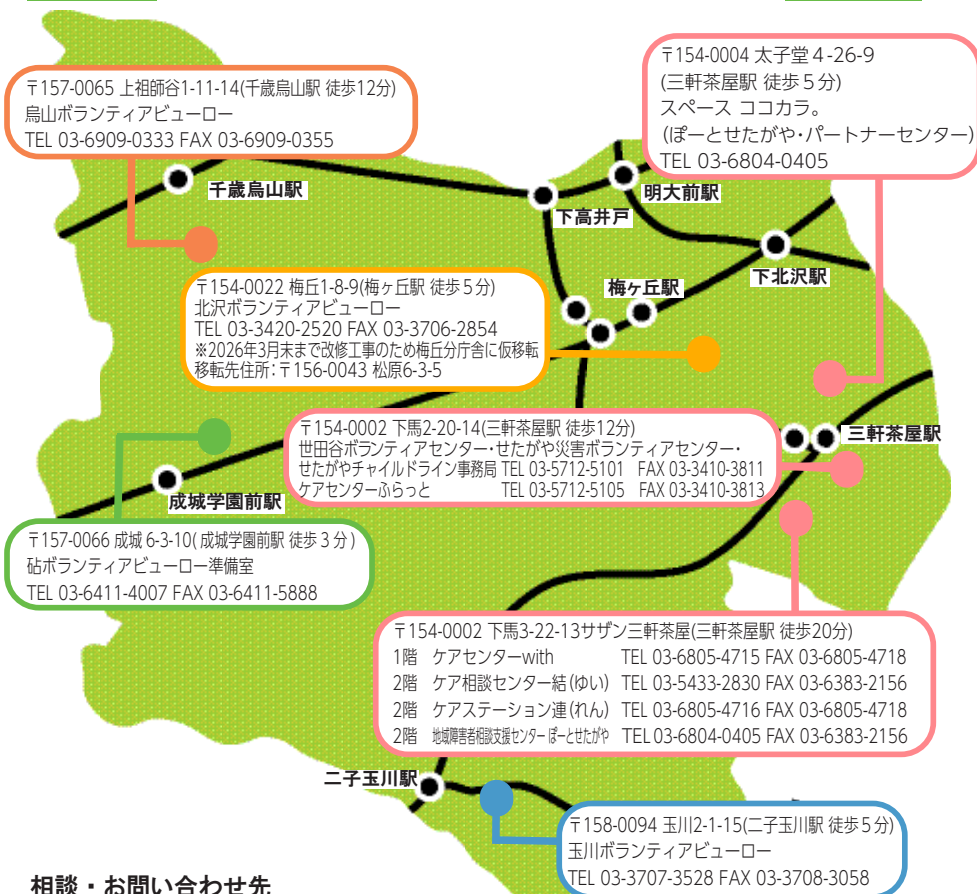 〒157-0065 上祖師谷1-11-14(千歳烏山駅 徒歩12分)
烏山ボランティアビューロー
TEL 03-6909-0333 FAX 03-6909-0355
〒154-0004 太子堂4-26-9
(三軒茶屋駅 徒歩5分)
スペース ココカラ。
(ぽーとせたがや・パートナーセンター)
TEL 03-6804-0405
千歳烏山駅
明大前駅
下高井戸
下北沢駅
梅ヶ丘駅
〒154-0022 梅丘1-8-9(梅ヶ丘駅 徒歩5分)
北沢ボランティアビューロー
TEL 03-3420-2520 FAX 03-3706-2854
※2026年3月末まで改修工事のため梅丘分庁舎に仮移転
移転先住所:〒156-0043 松原6-3-5
〒154-0002 下馬2-20-14(三軒茶屋駅 徒歩12分)
世田谷ボランティアセンター・せたがや災害ボランティアセンター・
せたがやチャイルドライン事務局 TEL 03-5712-5101 FAX 03-3410-3811
ケアセンターふらっと TEL 03-5712-5105 FAX 03-3410-3813
三軒茶屋駅
成城学園前駅
〒157-0066 成城 6-3-10( 成城学園前駅 徒歩 3 分 )
砧ボランティアビューロー準備室
TEL 03-6411-4007 FAX 03-6411-5888
〒154-0002 下馬3-22-13サザン三軒茶屋(三軒茶屋駅 徒歩20分)
1階 ケアセンターwith TEL 03-6805-4715 FAX 03-6805-4718
2階 ケア相談センター結(ゆい) TEL 03-5433-2830 FAX 03-6383-2156
2階 ケアステーション連(れん) TEL 03-6805-4716 FAX 03-6805-4718
2階 地域障害者相談支援センター ぽーとせたがや TEL 03-6804-0405 FAX 03-6383-2156
二子玉川駅
〒158-0094 玉川2-1-15(二子玉川駅 徒歩5分)
玉川ボランティアビューロー
TEL 03-3707-3528 FAX 03-3708-3058
相談・お問い合わせ先